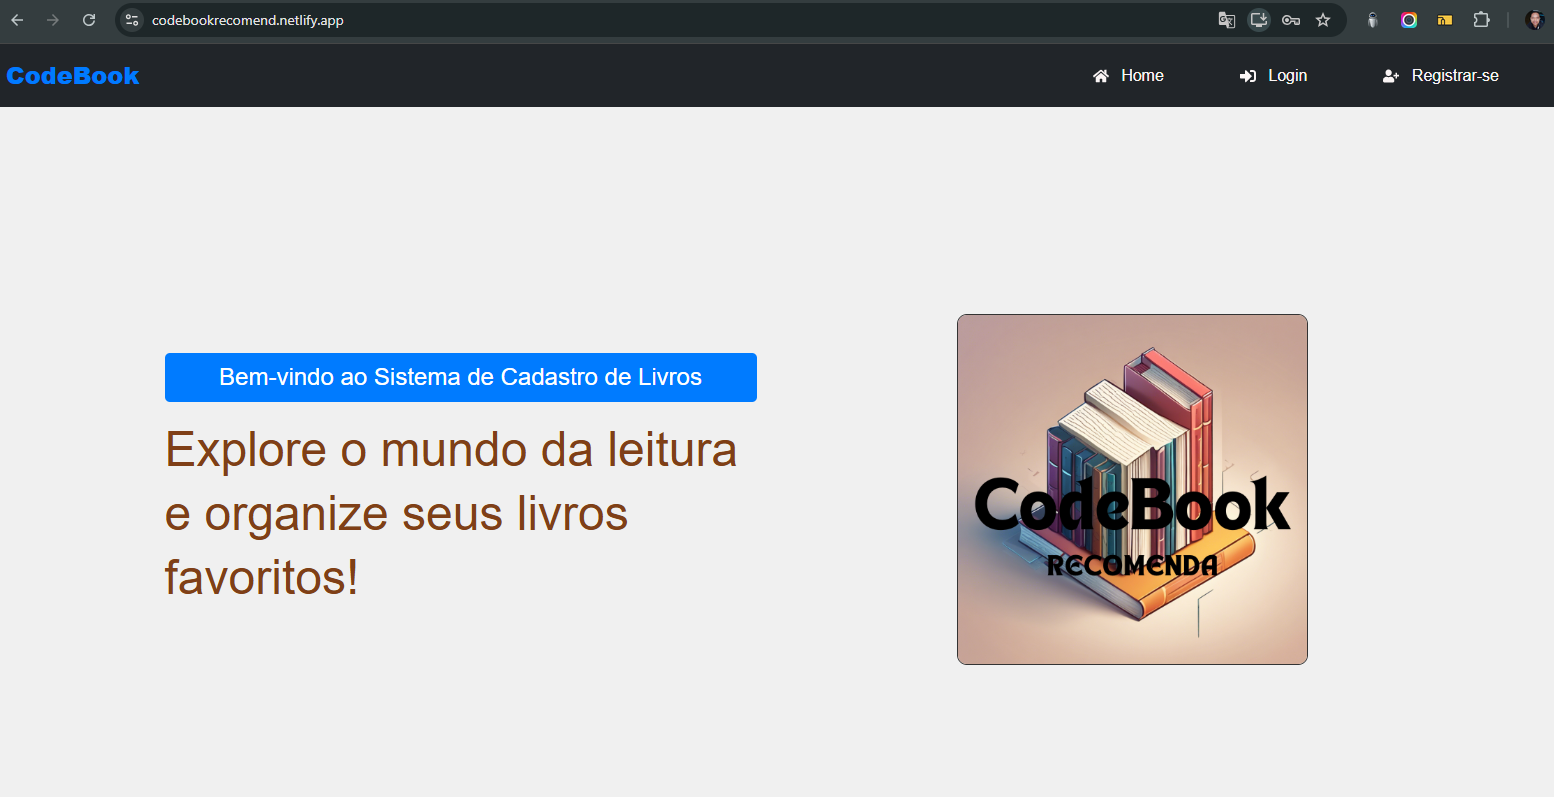 codebookrecomend.netlify.app
CodeBook
Home
Login
Registrar-se
Bem-vindo ao Sistema de Cadastro de Livros
Explore o mundo da leitura
e organize seus livros
favoritos!
CodeBook
RECOMENDA